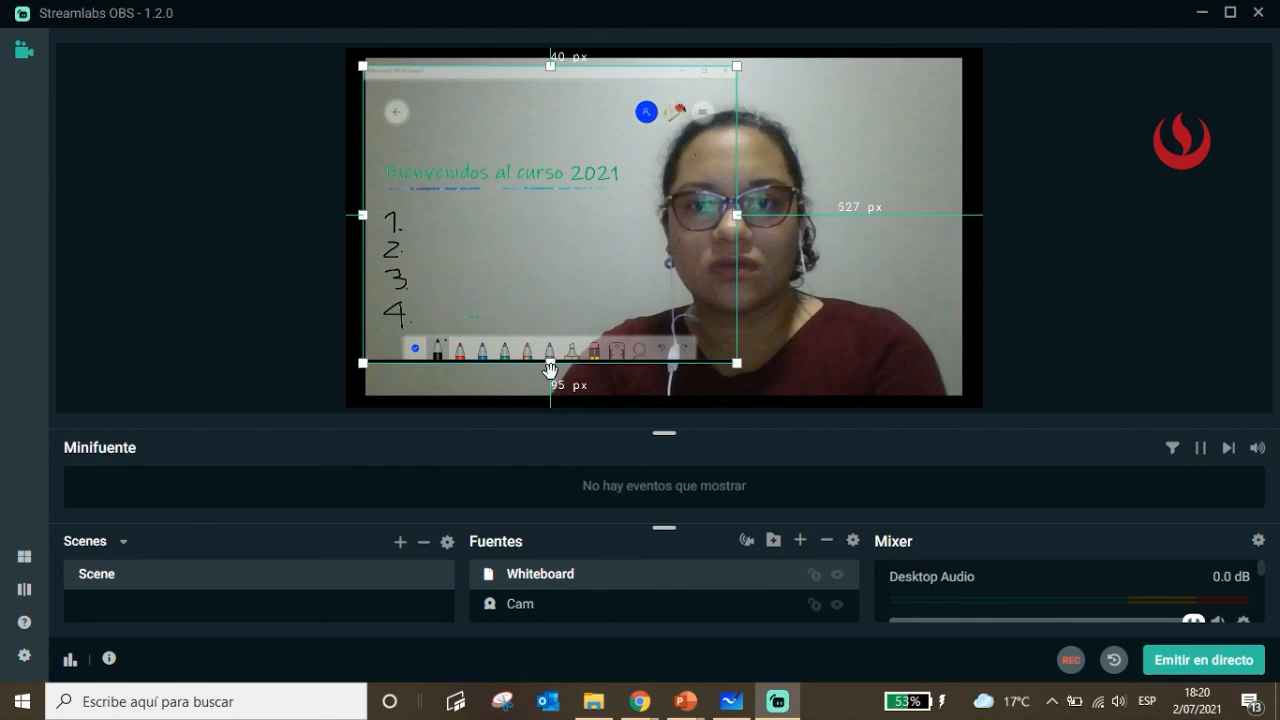 Streamlabs OBS - 1.2.0
40 px
Microsoft Whiteboard
Bienvenidos al curso 2021
527 px
1.
2.
3.
4.
95 px
Minifuente
No hay eventos que mostrar
Scenes
Fuentes
Mixer
Scene
Whiteboard
Desktop Audio
0.0 dB
Cam
REC
Emitir en directo
Escribe aquí para buscar
53%
17°C
ESP
18:20
2/07/2021
13